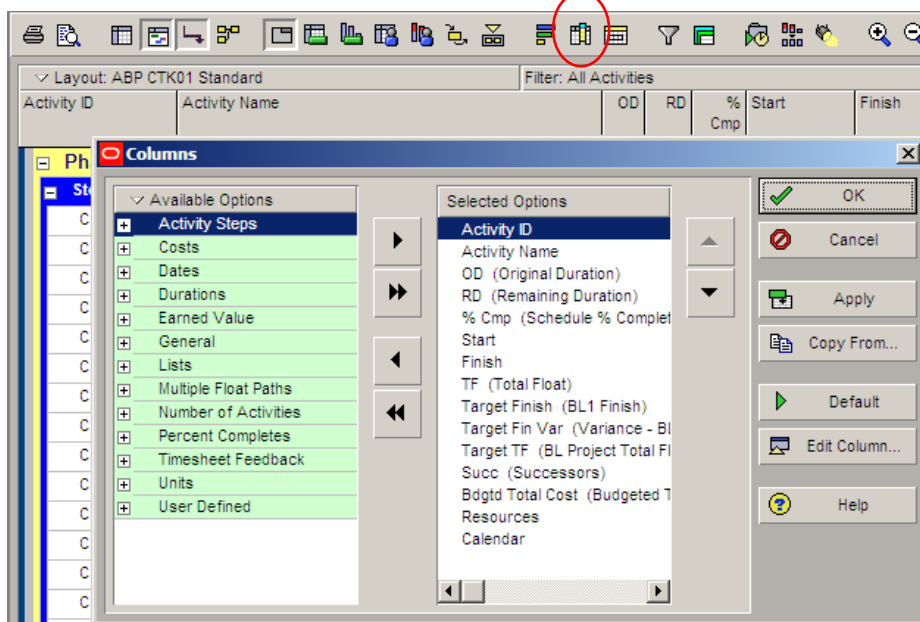 Layout: ABP CTK01 Standard
Filter: All Activities
Activity ID
Activity Name
OD
RD
%
Cmp
Start
Finish
Ph
Columns
St
C
C
C
C
C
C
C
C
C
C
C
C
C
C
Available Options
Activity Steps
Costs
Dates
Durations
Earned Value
General
Lists
Multiple Float Paths
Number of Activities
Percent Completes
Timesheet Feedback
Units
User Defined
Selected Options
Activity ID
Activity Name
OD (Original Duration)
RD (Remaining Duration)
% Cmp (Schedule % Complet
Start
Finish
TF (Total Float)
Target Finish (BL1 Finish)
Target Fin Var (Variance - Bl
Target TF (BL Project Total Fl
Succ (Successors)
Bdgtd Total Cost (Budgeted T
Resources
Calendar
OK
Cancel
Apply
Copy From...
Default
Edit Column...
Help